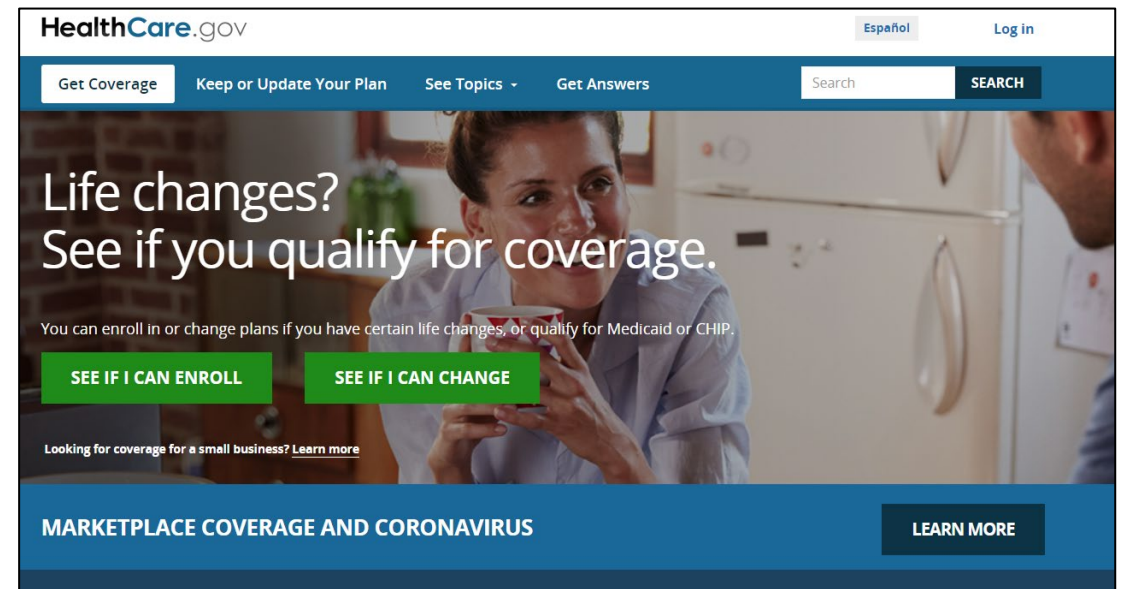 HealthCare.gov
Español
Log in
Get Coverage
Keep or Update Your Plan
See Topics
Get Answers
Search
SEARCH
Life changes?
See if you qualify for coverage.
You can enroll in or change plans if you have certain life changes, or qualify for Medicaid or CHIP.
SEE IF I CAN ENROLL
SEE IF I CAN CHANGE
Looking for coverage for a small business? Learn more
MARKETPLACE COVERAGE AND CORONAVIRUS
LEARN MORE